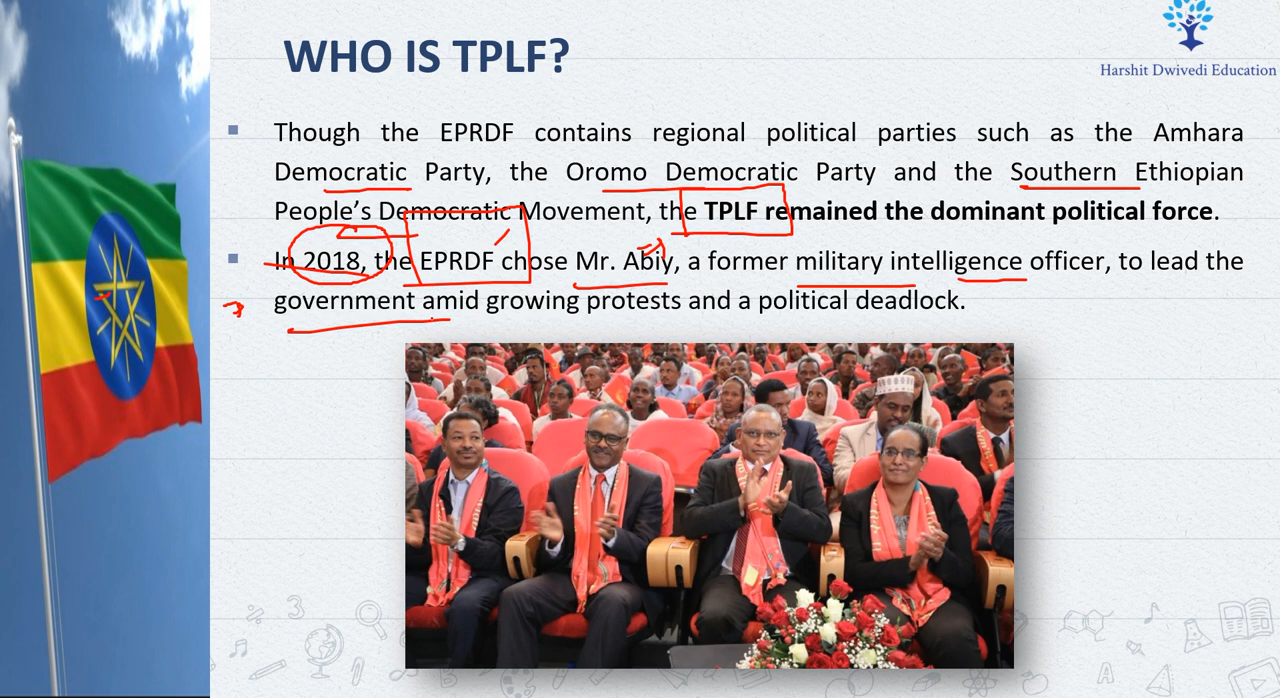 WHO IS TPLF?
Harshit Dwivedi Education
Though the EPRDF contains regional political parties such as the Amhara
Democratic Party, the Oromo Democratic Party and the Southern Ethiopian
People’s Democratic Movement, the TPLF remained the dominant political force.
In 2018, the EPRDF chose Mr. Abiy, a former military intelligence officer, to lead the
government amid growing protests and a political deadlock.